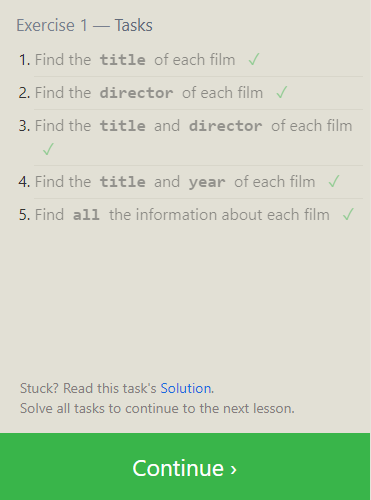 Exercise 1 — Tasks
1. Find the title of each film ✓
2. Find the director of each film ✓
3. Find the title and director of each film
✓
4. Find the title and year of each film ✓
5. Find all the information about each film ✓
Stuck? Read this task's Solution.
Solve all tasks to continue to the next lesson.
Continue ›